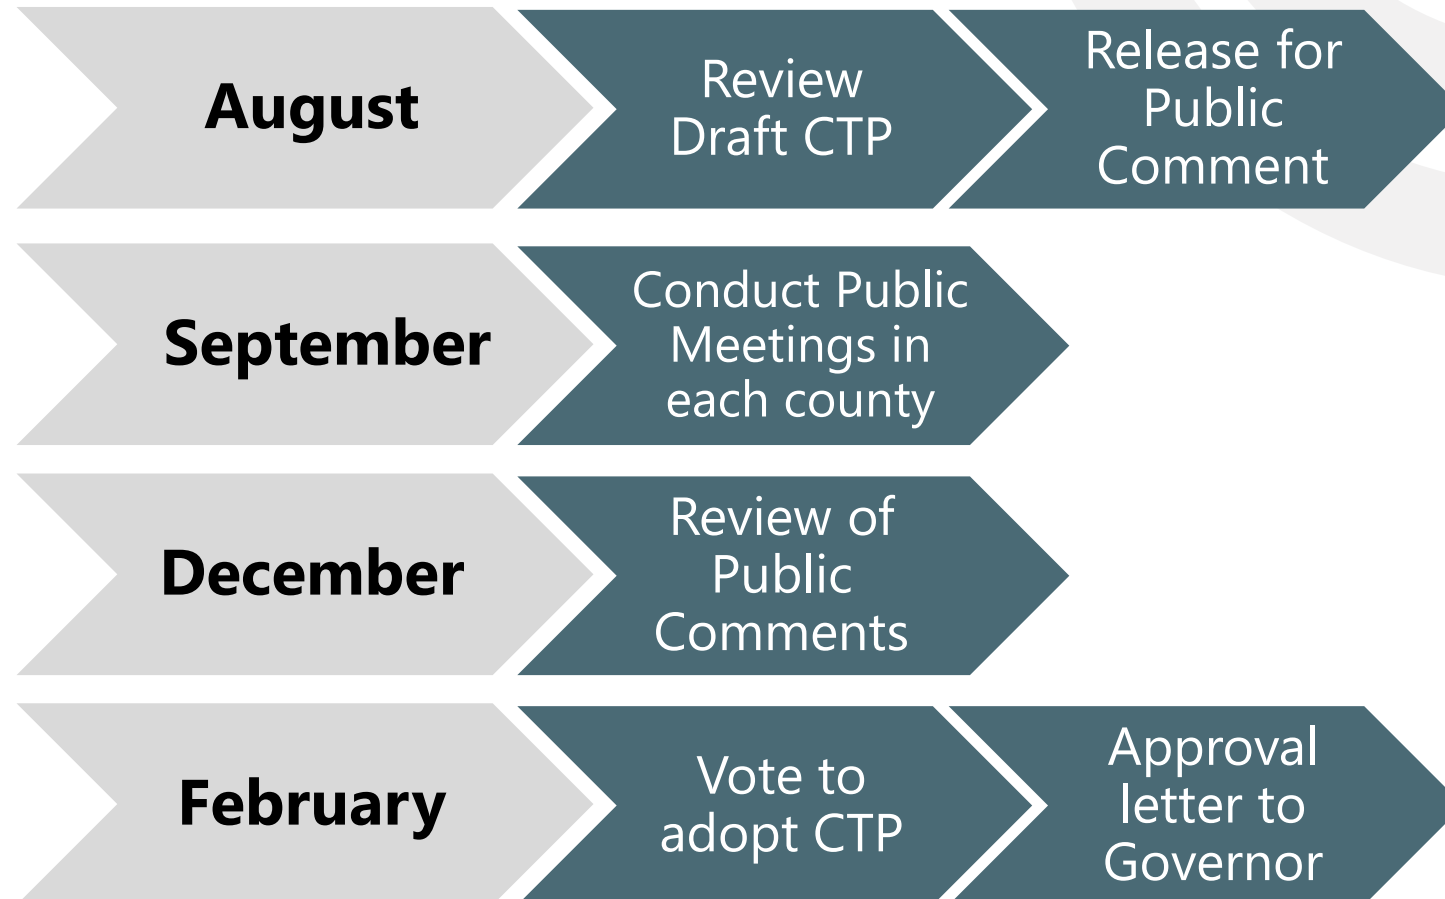 August
Review
Draft CTP
Release for
Public
Comment
September
Conduct Public
Meetings in
each county
December
Review of
Public
Comments
February
Vote to
adopt CTP
Approval
letter to
Governor